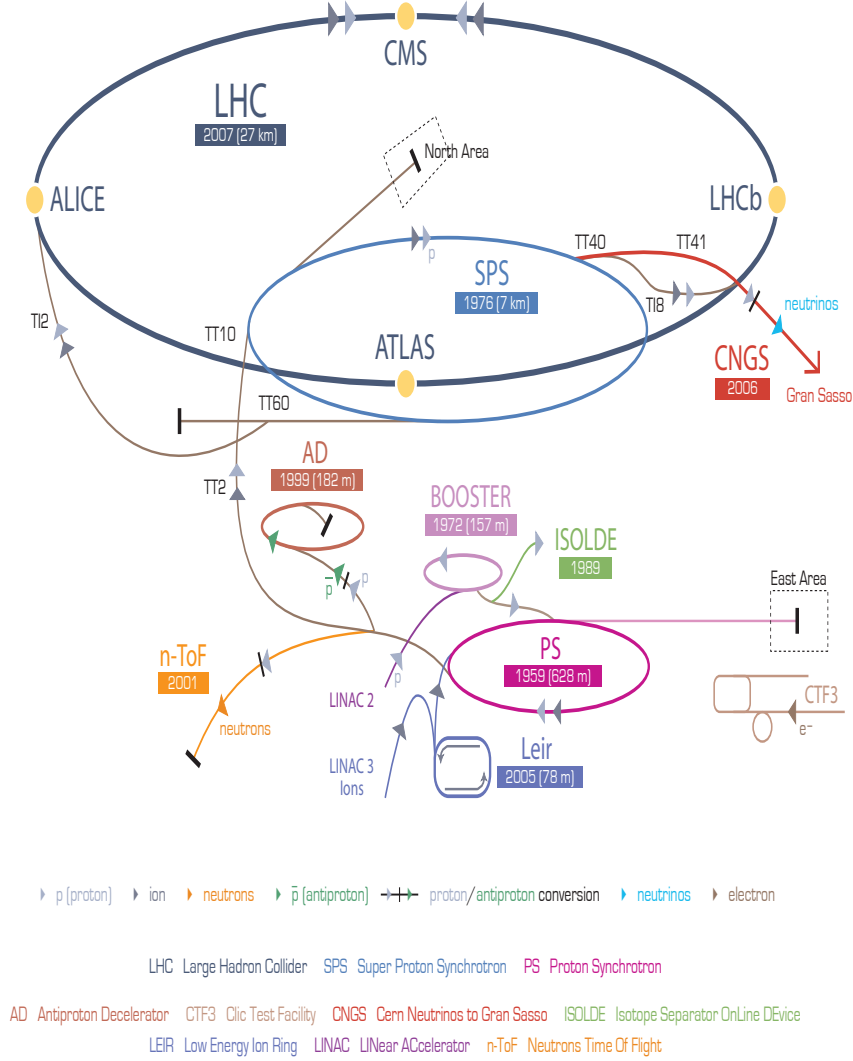 CMS
LHC
2007 (27 km)
North Area
ALICE
LHCb
p
TT40
TT41
SPS
1976 (7 km)
TI8
neutrinos
TI2
TT10
ATLAS
CNGS
2006
Gran Sasso
TT60
AD
1999 (182 m)
TT2
BOOSTER
1972 (157 m)
ISOLDE
1989
East Area
p̅
p
n-ToF
2001
PS
1959 (628 m)
p
LINAC 2
neutrons
CTF3
e-
Leir
2005 (78 m)
LINAC 3
Ions
p (proton) ion neutrons p̅ (antiproton) proton/antiproton conversion neutrinos electron
LHC Large Hadron Collider SPS Super Proton Synchrotron PS Proton Synchrotron
AD Antiproton Decelerator CTF3 Clic Test Facility CNGS Cern Neutrinos to Gran Sasso ISOLDE Isotope Separator OnLine DEvice
LEIR Low Energy Ion Ring LINAC LINear ACcelerator n-ToF Neutrons Time Of Flight